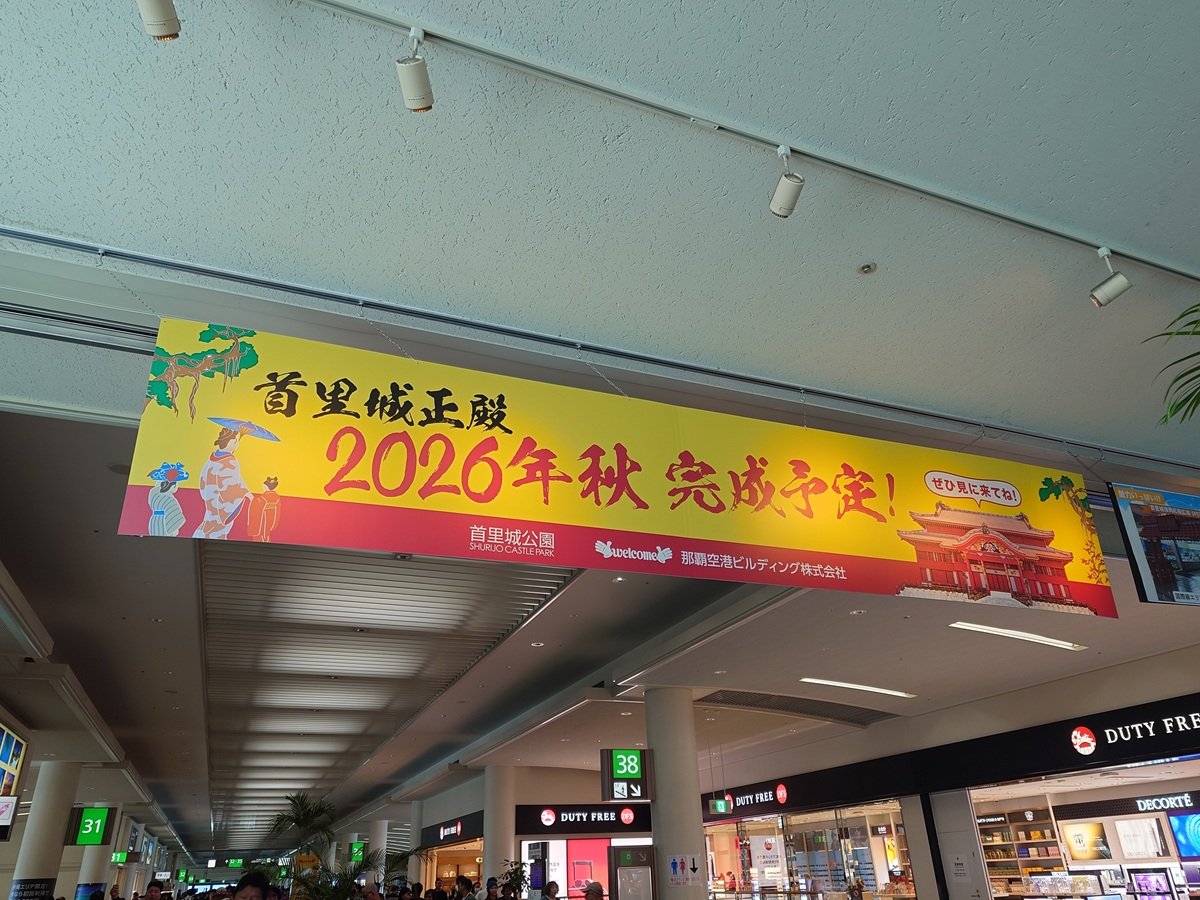 首里城正殿
2026年秋 完成予定!
ぜひ見に来てね!
首里城公園
SHURIJO CASTLE PARK
welcome
那覇空港ビルディング株式会社
38
31
DUTY FREE
DUTY FREE
DUTY FREE
DECORTÉ